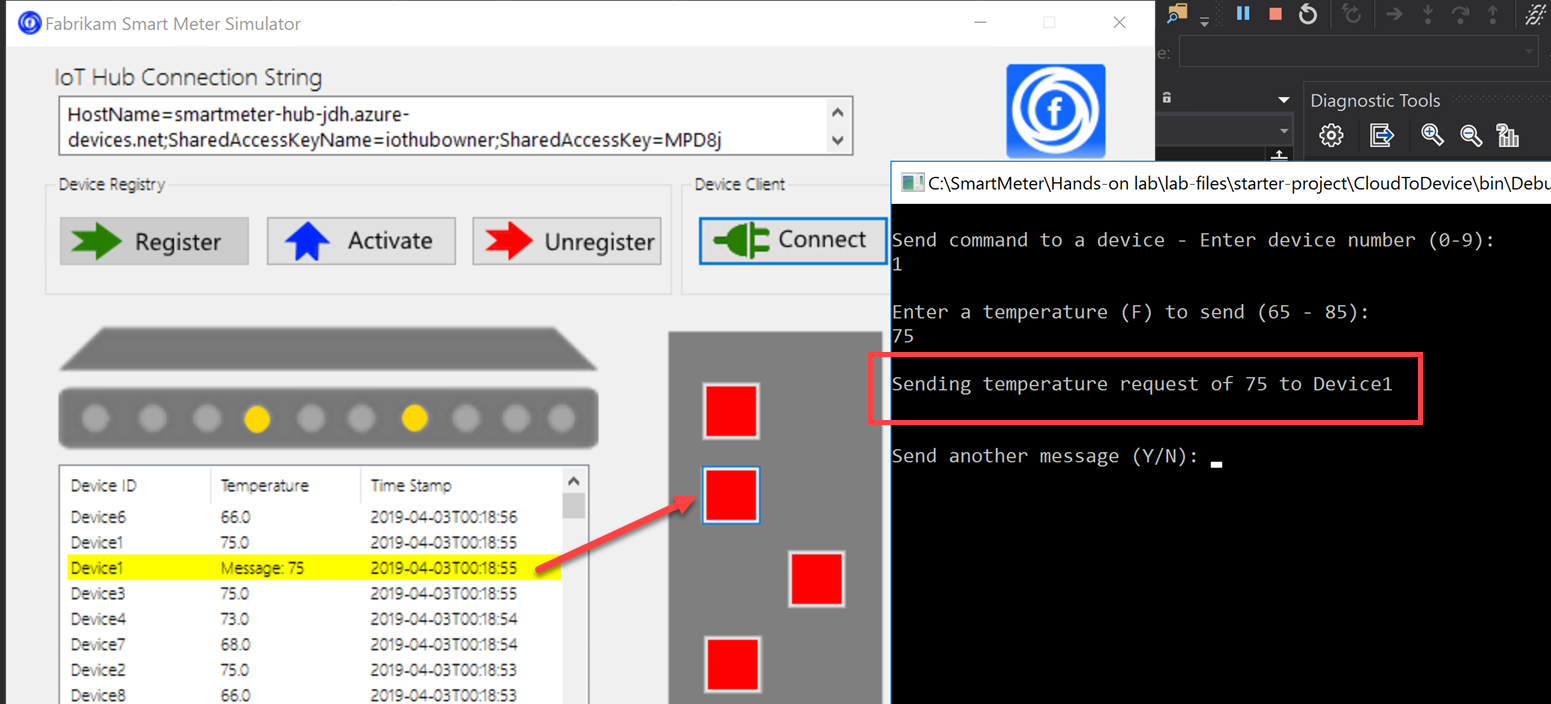 Fabrikam Smart Meter Simulator
IoT Hub Connection String
HostName=smartmeter-hub-jdh.azure-
devices.net;SharedAccessKeyName=iothubowner;SharedAccessKey=MPD8j
f
Device Registry
Register
Activate
Unregister
Device Client
Connect
Device ID Temperature Time Stamp
Device6 66.0 2019-04-03T00:18:56
Device1 75.0 2019-04-03T00:18:55
Device1 Message: 75 2019-04-03T00:18:55
Device3 75.0 2019-04-03T00:18:55
Device4 73.0 2019-04-03T00:18:54
Device7 68.0 2019-04-03T00:18:54
Device2 75.0 2019-04-03T00:18:53
Device8 66.0 2019-04-03T00:18:53
e:
Diagnostic Tools
C:\SmartMeter\Hands-on lab\lab-files\starter-project\CloudToDevice\bin\Debu
Send command to a device - Enter device number (0-9):
1
Enter a temperature (F) to send (65 - 85):
75
Sending temperature request of 75 to Device1
Send another message (Y/N):